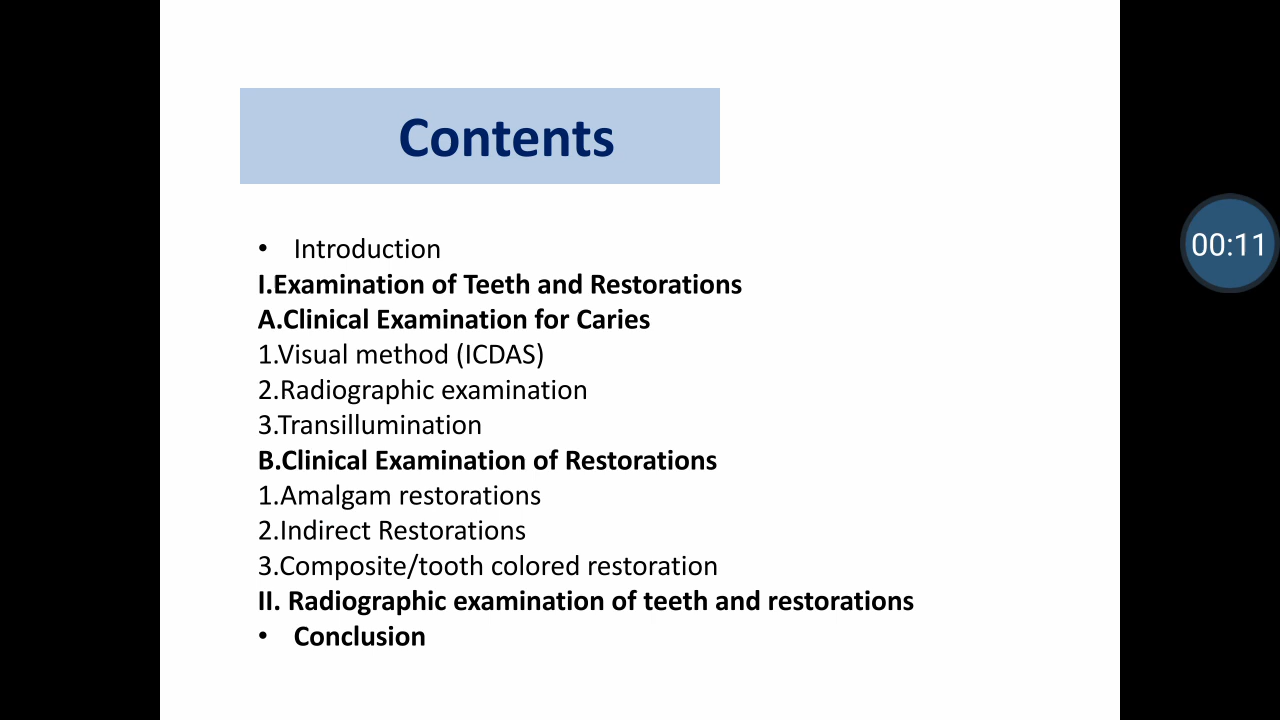 Contents
• Introduction
I.Examination of Teeth and Restorations
A.Clinical Examination for Caries
1.Visual method (ICDAS)
2.Radiographic examination
3.Transillumination
B.Clinical Examination of Restorations
1.Amalgam restorations
2.Indirect Restorations
3.Composite/tooth colored restoration
II. Radiographic examination of teeth and restorations
• Conclusion
00:11